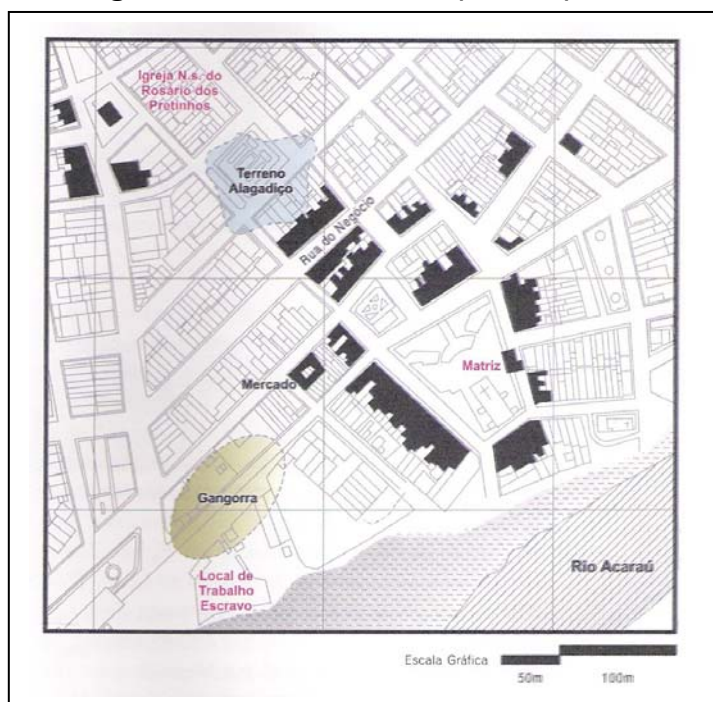 Igreja N.s. do
Rosário dos
Pretinhos
Terreno
Alagadiço
Rua do Negocio
Matriz
Mercado
Gangorra
Local de
Trabalho
Escravo
Rio Acaraú
Escala Gráfica
50m
100m